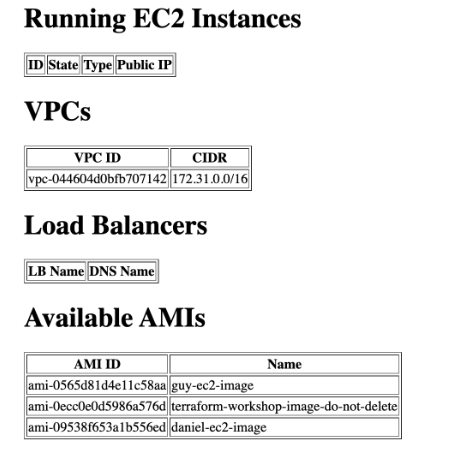 Running EC2 Instances
ID State Type Public IP
VPCs
VPC ID CIDR
vpc-044604d0bfb707142 172.31.0.0/16
Load Balancers
LB Name DNS Name
Available AMIs
AMI ID Name
ami-0565d81d4e11c58aa guy-ec2-image
ami-0ecc0e0d5986a576d terraform-workshop-image-do-not-delete
ami-09538f653a1b556ed daniel-ec2-image